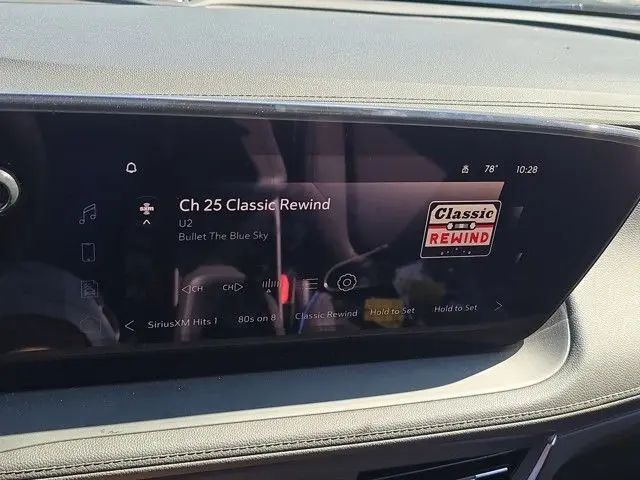 78° 10:28
sxm
Ch 25 Classic Rewind
U2
Bullet The Blue Sky
Classic
REWIND
CH CH
SiriusXM Hits 1 80s on 8 Classic Rewind Hold to Set Hold to Set